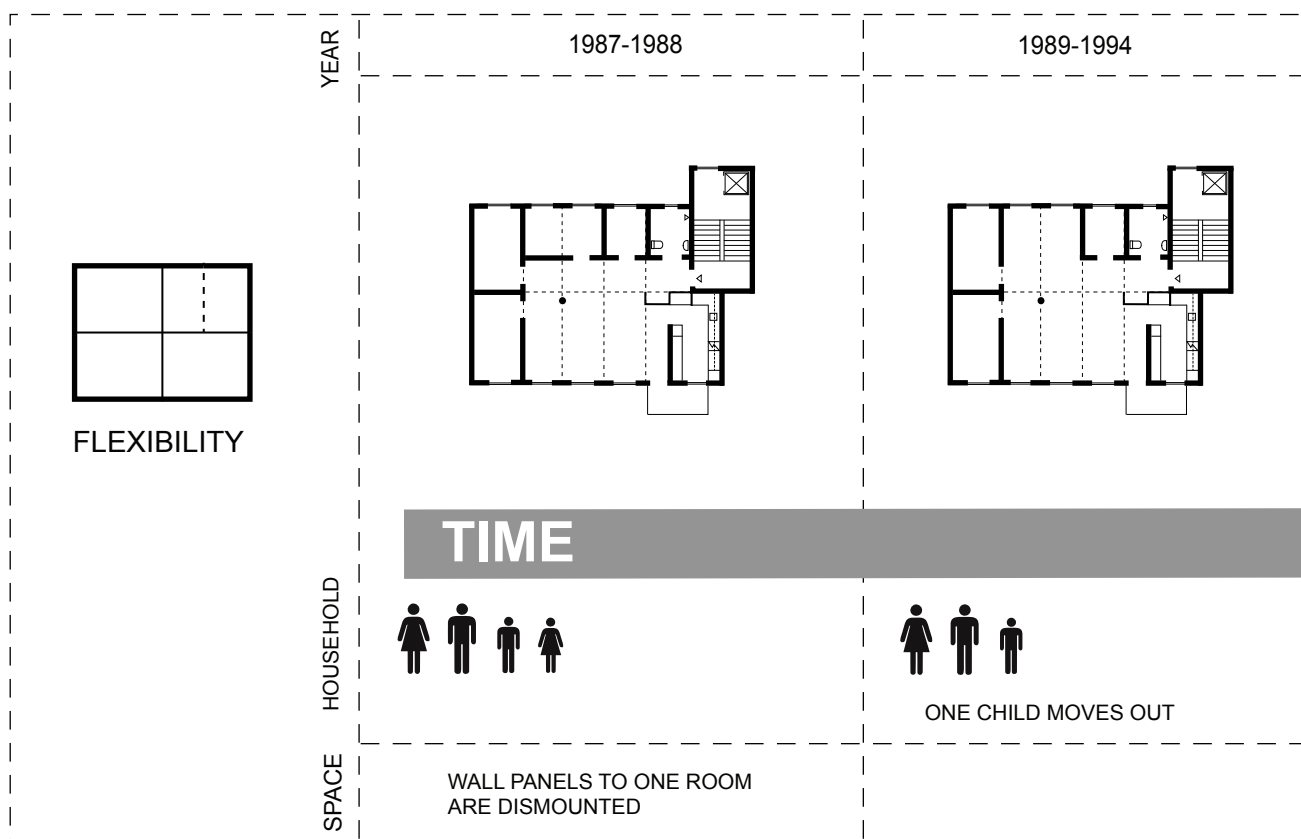 YEAR
1987-1988
1989-1994
FLEXIBILITY
TIME
HOUSEHOLD
ONE CHILD MOVES OUT
SPACE
WALL PANELS TO ONE ROOM
ARE DISMOUNTED